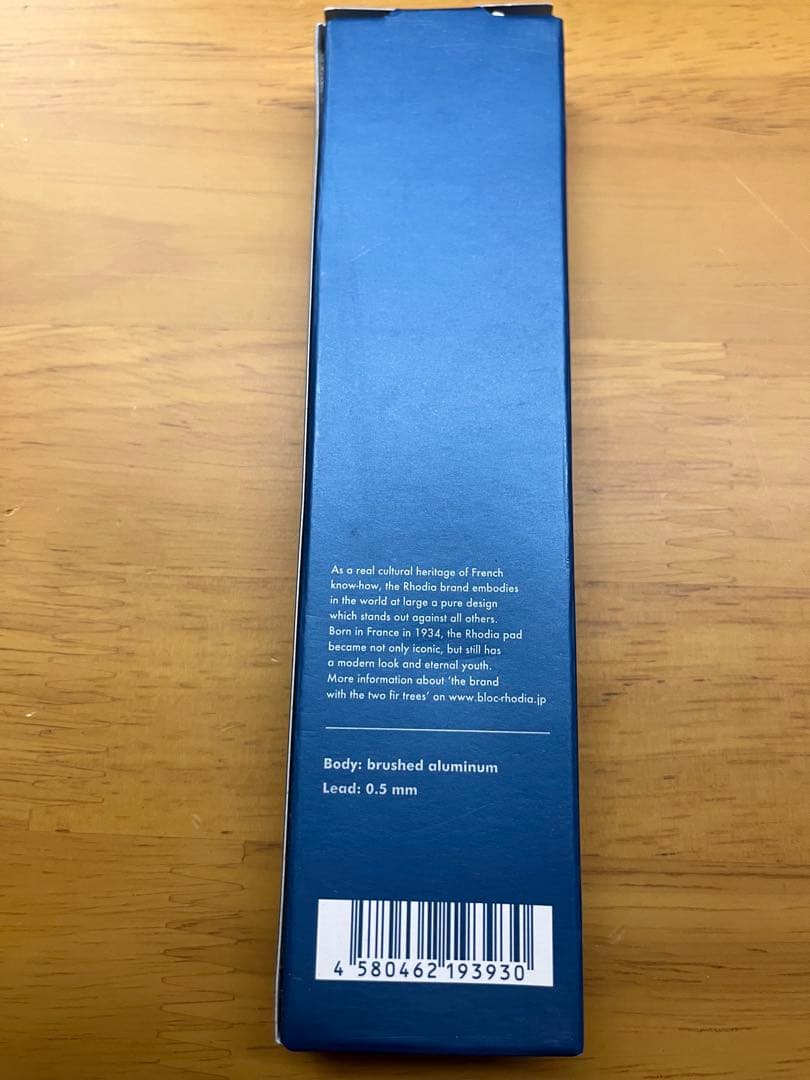 As a real cultural heritage of French
know-how, the Rhodia brand embodies
in the world at large a pure design
which stands out against all others.
Born in France in 1934, the Rhodia pad
became not only iconic, but still has
a modern look and eternal youth.
More information about 'the brand
with the two fir trees' on www.bloc-rhodia.jp
Body: brushed aluminum
Lead: 0.5 mm
4 580462 193930